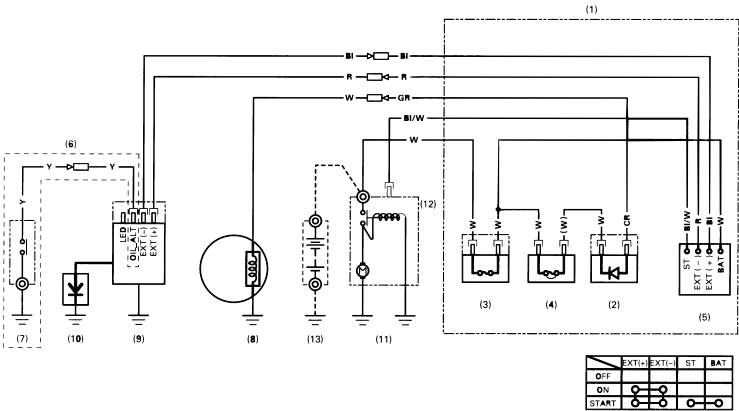 (1)
Bl Bl
R R
W GR
Bl/W
W
(6)
Y Y
Y
(12)
W W W (W) W GR Bl/W R Bl W
LED
OIL ALT
EXT (−)
EXT (+)
M
ST
EXT (−)
EXT (+)
BAT
(3) (4) (2) (5)
(7) (10) (9) (8) (13) (11)
EXT(+) EXT(−) ST BAT
OFF
ON
START